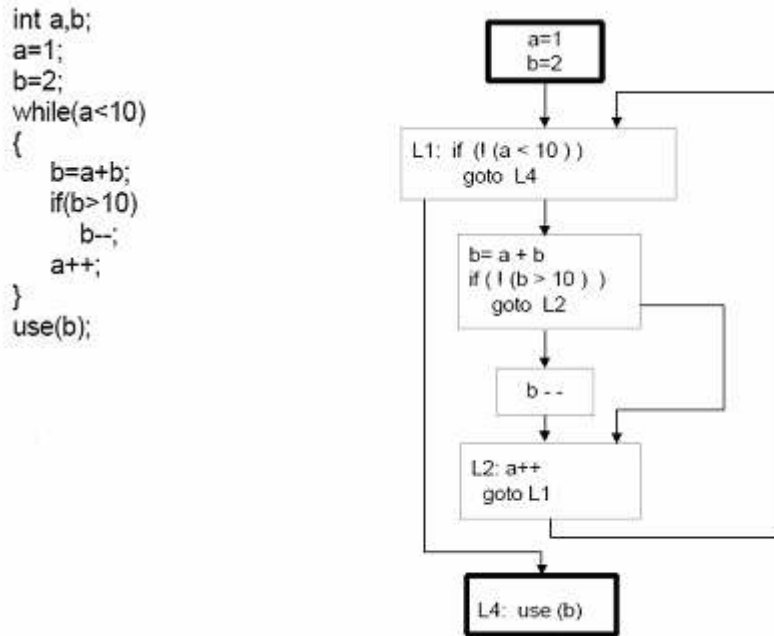 int a,b;
a=1;
b=2;
while(a<10)
{
b=a+b;
if(b>10)
b--;
a++;
}
use(b);
a=1
b=2
L1: if (! (a < 10 ) )
goto L4
b= a + b
if ( ! (b > 10 ) )
goto L2
b - -
L2: a++
goto L1
L4: use (b)